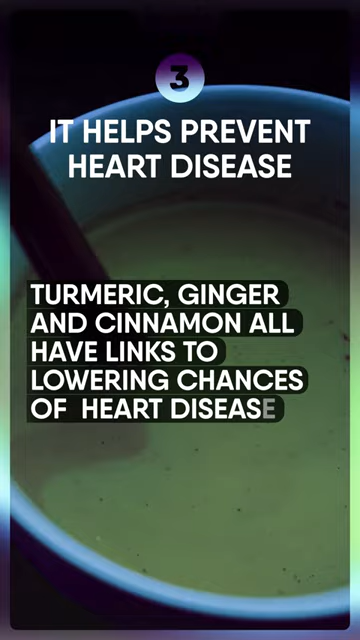 3
IT HELPS PREVENT
HEART DISEASE
TURMERIC, GINGER
AND CINNAMON ALL
HAVE LINKS TO
LOWERING CHANCES
OF HEART DISEASE